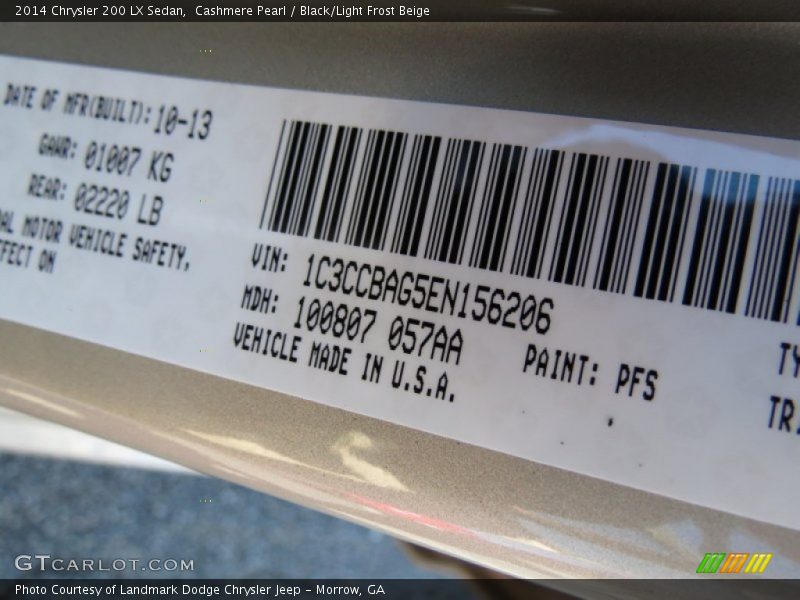 2014 Chrysler 200 LX Sedan,  Cashmere Pearl / Black/Light Frost Beige
DATE OF MFR(BUILT): 10-13
GAWR: 01007 KG
REAR: 02220 LB
MOTOR VEHICLE SAFETY,
ON
VIN: 1C3CCBAG5EN156206
MDH: 100807 057AA
PAINT: PFS
VEHICLE MADE IN U.S.A.
GTCARLOT.COM
Photo Courtesy of Landmark Dodge Chrysler Jeep - Morrow, GA